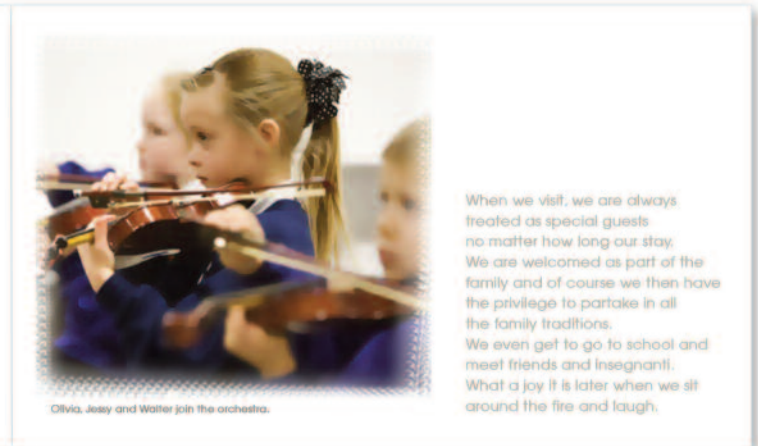 When we visit, we are always
treated as special guests
no matter how long our stay.
We are welcomed as part of the
family and of course we then have
the privilege to partake in all
the family traditions.
We even get to go to school and
meet friends and insegnanti.
What a joy it is later when we sit
around the fire and laugh.
Olivia, Jessy and Walter join the orchestra.